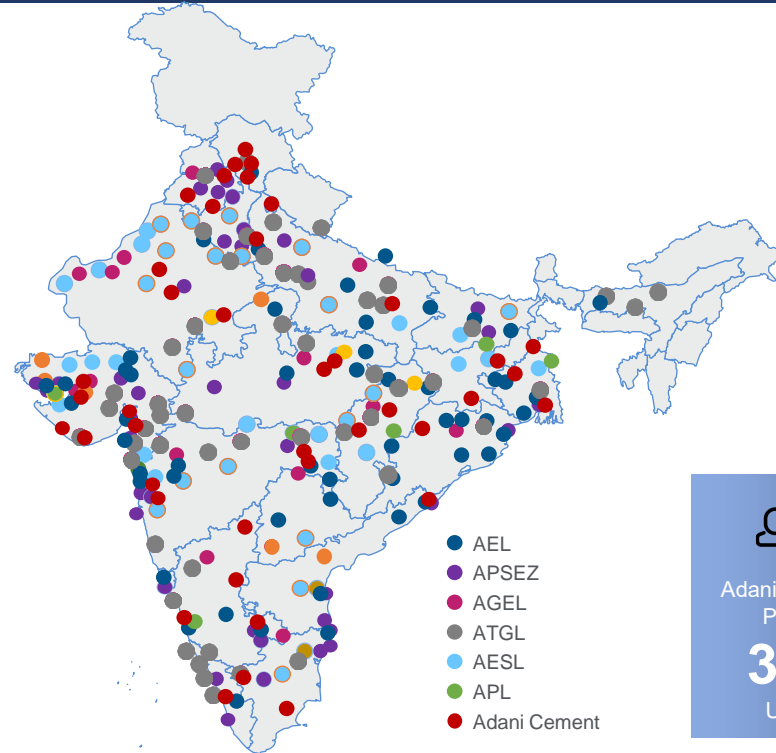 AEL
APSEZ
AGEL
ATGL
AESL
APL
Adani Cement
Adani
P
3
U